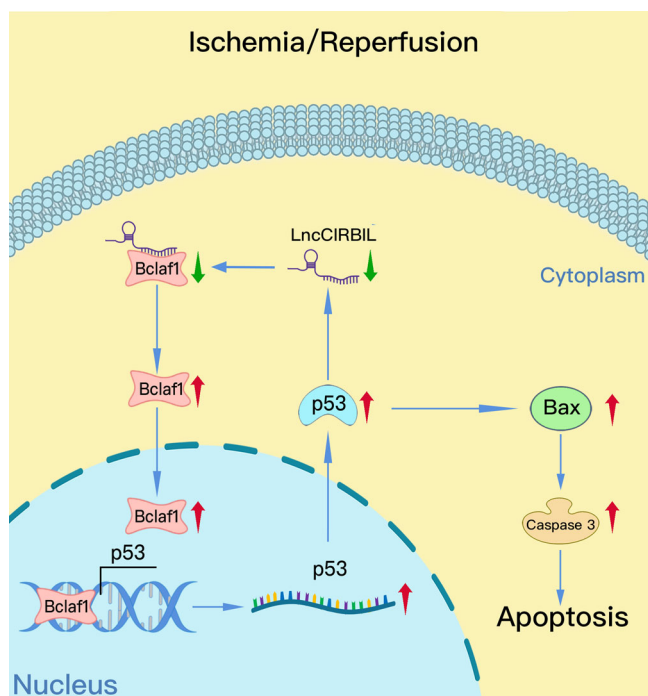 Ischemia/Reperfusion
LncCIRBIL
Bclaf1
Cytoplasm
Bclaf1
p53
Bax
Bclaf1
Caspase 3
p53
p53
Bclaf1
Apoptosis
Nucleus